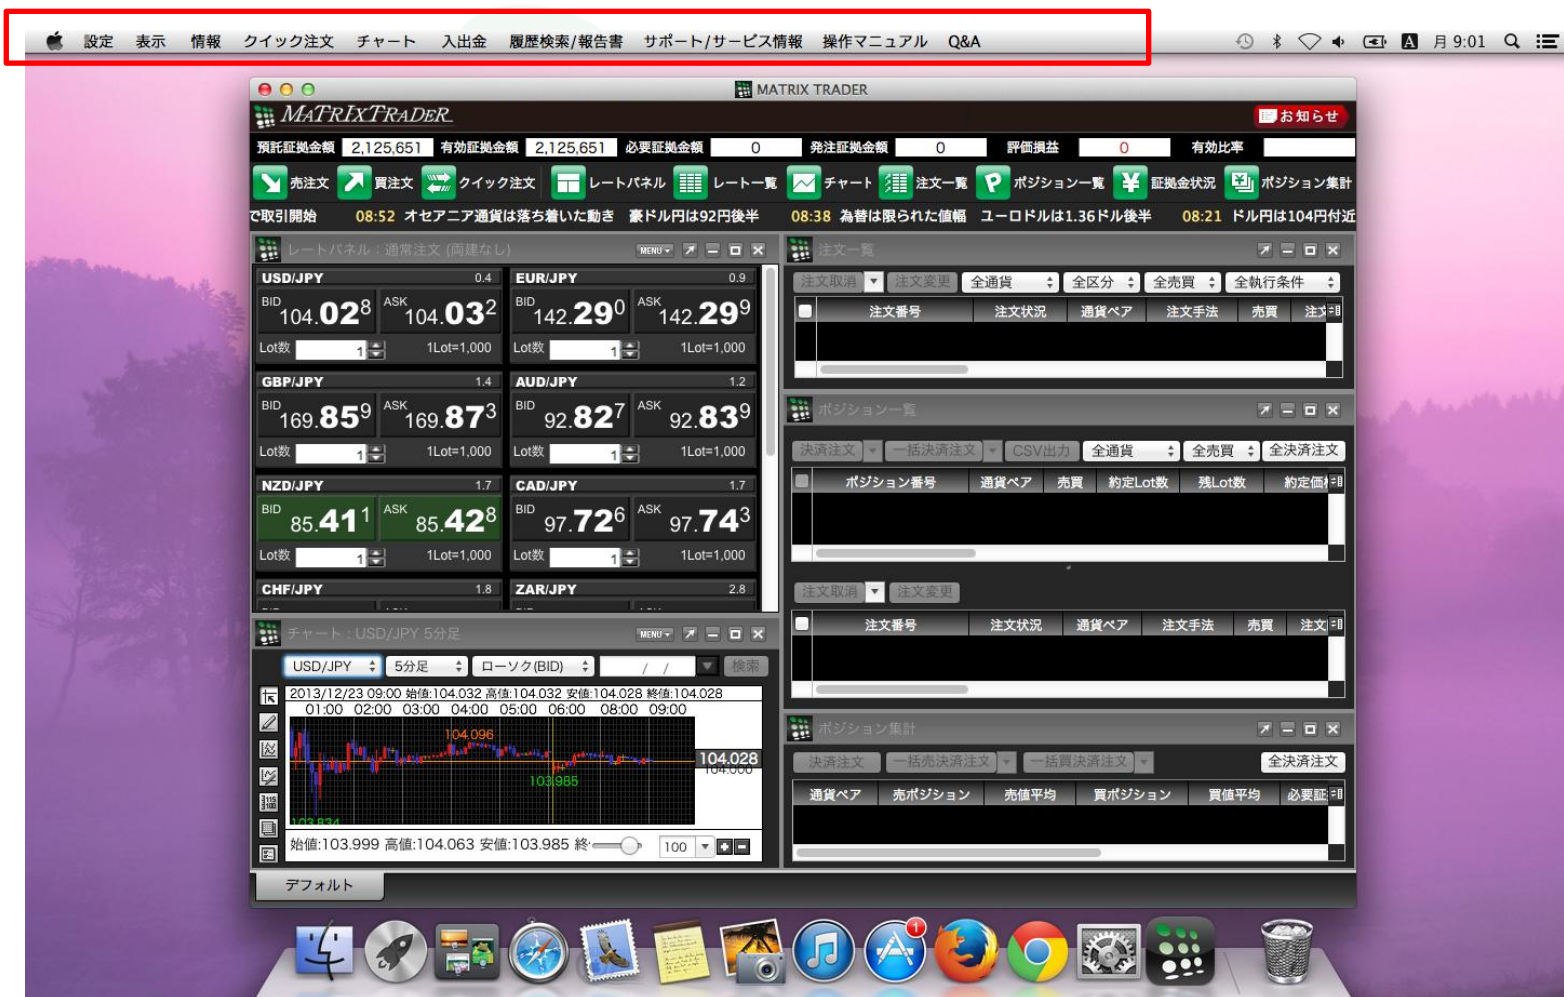 設定 表示 情報 クイック注文 チャート 入出金 履歴検索/報告書 サポート/サービス情報 操作マニュアル Q&A
A 月 9:01
MATRIX TRADER
MATRIXTRADER
お知らせ
預託証拠金額 2,125,651 有効証拠金額 2,125,651 必要証拠金額 0 発注証拠金額 0 評価損益 0 有効比率
売注文 買注文 クイック注文 レートパネル レート一覧 チャート 注文一覧 ポジション一覧 証拠金状況 ポジション集計
で取引開始 08:52 オセアニア通貨は落ち着いた動き 豪ドル円は92円後半 08:38 為替は限られた値幅 ユーロドルは1.36ドル後半 08:21 ドル円は104円付近
レートパネル : 通常注文 (両建なし)
MENU
USD/JPY 0.4 EUR/JPY 0.9
BID 104.028 ASK 104.032 BID 142.290 ASK 142.299
Lot数 1 1Lot=1,000 Lot数 1 1Lot=1,000
GBP/JPY 1.4 AUD/JPY 1.2
BID 169.859 ASK 169.873 BID 92.827 ASK 92.839
Lot数 1 1Lot=1,000 Lot数 1 1Lot=1,000
NZD/JPY 1.7 CAD/JPY 1.7
BID 85.411 ASK 85.428 BID 97.726 ASK 97.743
Lot数 1 1Lot=1,000 Lot数 1 1Lot=1,000
CHF/JPY 1.8 ZAR/JPY 2.8
チャート : USD/JPY 5分足
MENU
USD/JPY 5分足 ローソク(BID) / / 検索
2013/12/23 09:00 始値:104.032 高値:104.032 安値:104.028 終値:104.028
01:00 02:00 03:00 04:00 05:00 06:00 08:00 09:00
104.096
104.028
104.000
103.985
103.834
始値:103.999 高値:104.063 安値:103.985 終 100
デフォルト
注文一覧
注文取消 注文変更 全通貨 全区分 全売買 全執行条件
注文番号 注文状況 通貨ペア 注文手法 売買 注文
ポジション一覧
決済注文 一括決済注文 CSV出力 全通貨 全売買 全決済注文
ポジション番号 通貨ペア 売買 約定Lot数 残Lot数 約定価
注文取消 注文変更
注文番号 注文状況 通貨ペア 注文手法 売買 注文
ポジション集計
決済注文 一括売決済注文 一括買決済注文 全決済注文
通貨ペア 売ポジション 売値平均 買ポジション 買値平均 必要証
1